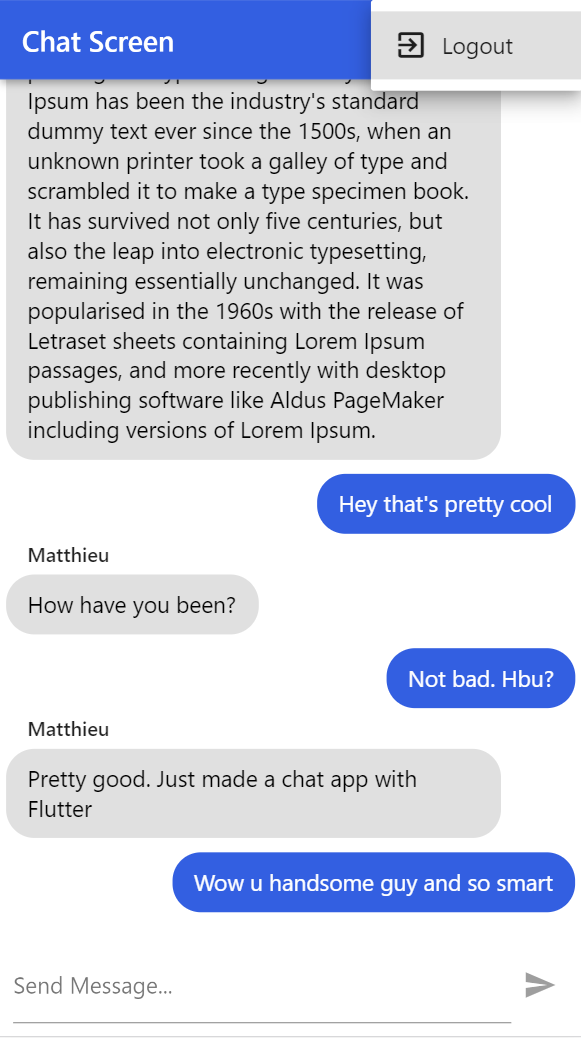 Chat Screen
Logout
Ipsum has been the industry's standard
dummy text ever since the 1500s, when an
unknown printer took a galley of type and
scrambled it to make a type specimen book.
It has survived not only five centuries, but
also the leap into electronic typesetting,
remaining essentially unchanged. It was
popularised in the 1960s with the release of
Letraset sheets containing Lorem Ipsum
passages, and more recently with desktop
publishing software like Aldus PageMaker
including versions of Lorem Ipsum.
Hey that's pretty cool
Matthieu
How have you been?
Not bad. Hbu?
Matthieu
Pretty good. Just made a chat app with
Flutter
Wow u handsome guy and so smart
Send Message...